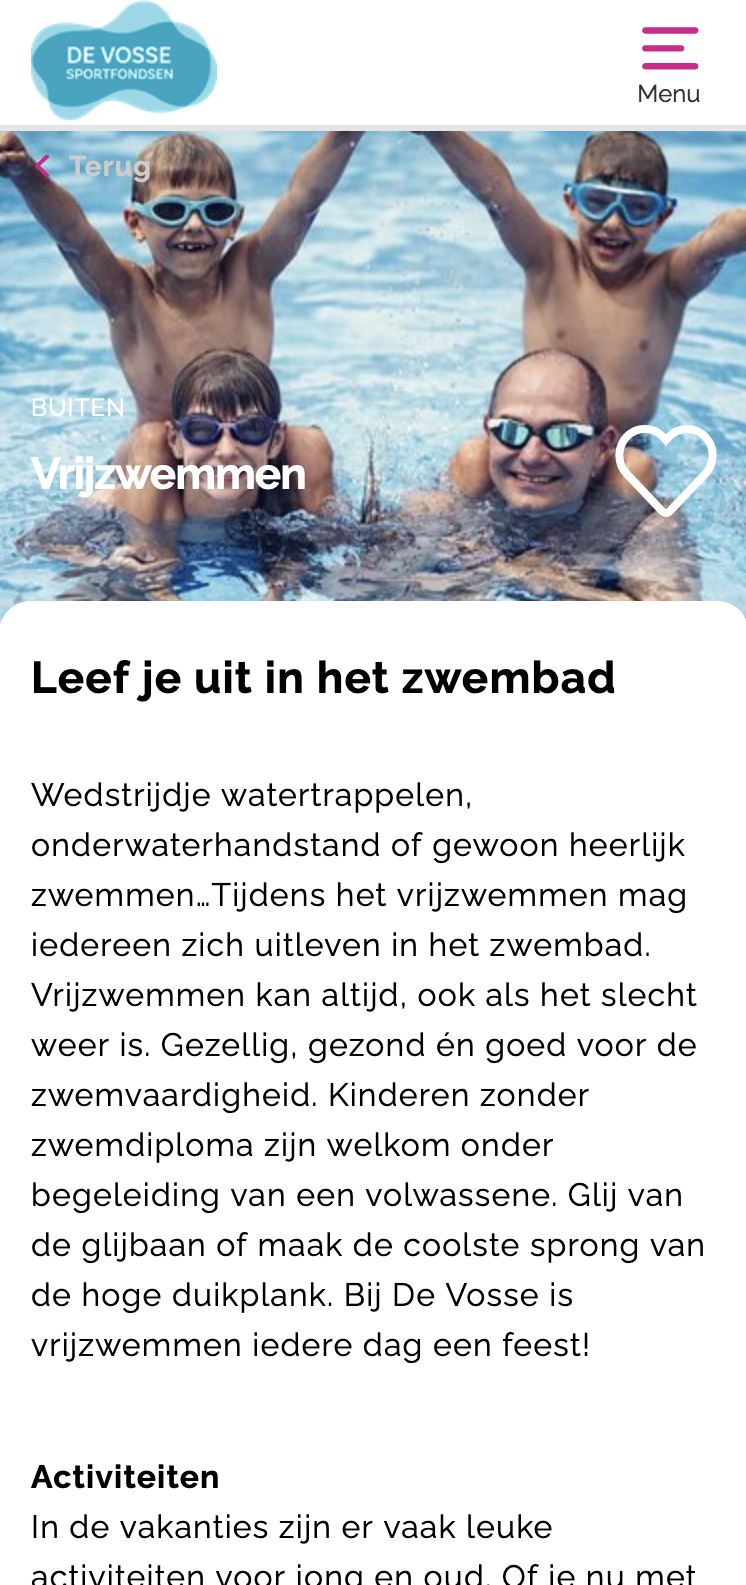 DE VOSSE
SPORTFONDSEN
Menu
Terug
BUITEN
Vrijzwemmen
Leef je uit in het zwembad
Wedstrijdje watertrappelen,
onderwaterhandstand of gewoon heerlijk
zwemmen…Tijdens het vrijzwemmen mag
iedereen zich uitleven in het zwembad.
Vrijzwemmen kan altijd, ook als het slecht
weer is. Gezellig, gezond én goed voor de
zwemvaardigheid. Kinderen zonder
zwemdiploma zijn welkom onder
begeleiding van een volwassene. Glij van
de glijbaan of maak de coolste sprong van
de hoge duikplank. Bij De Vosse is
vrijzwemmen iedere dag een feest!
Activiteiten
In de vakanties zijn er vaak leuke
activiteiten voor jong en oud. Of je nu met